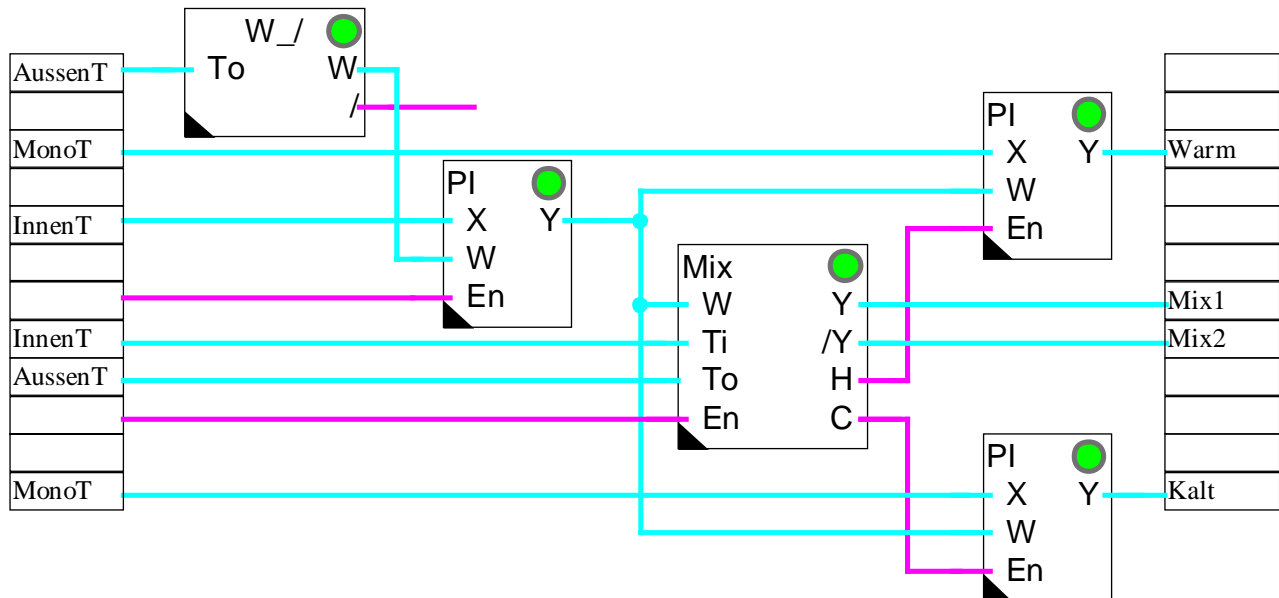 W_/
AussenT
To W
/
PI
MonoT
X Y
Warm
PI
W
InnenT
X Y
En
W
Mix
En
W Y
Mix1
InnenT
Ti /Y
Mix2
AussenT
To H
En C
PI
MonoT
X Y
Kalt
W
En